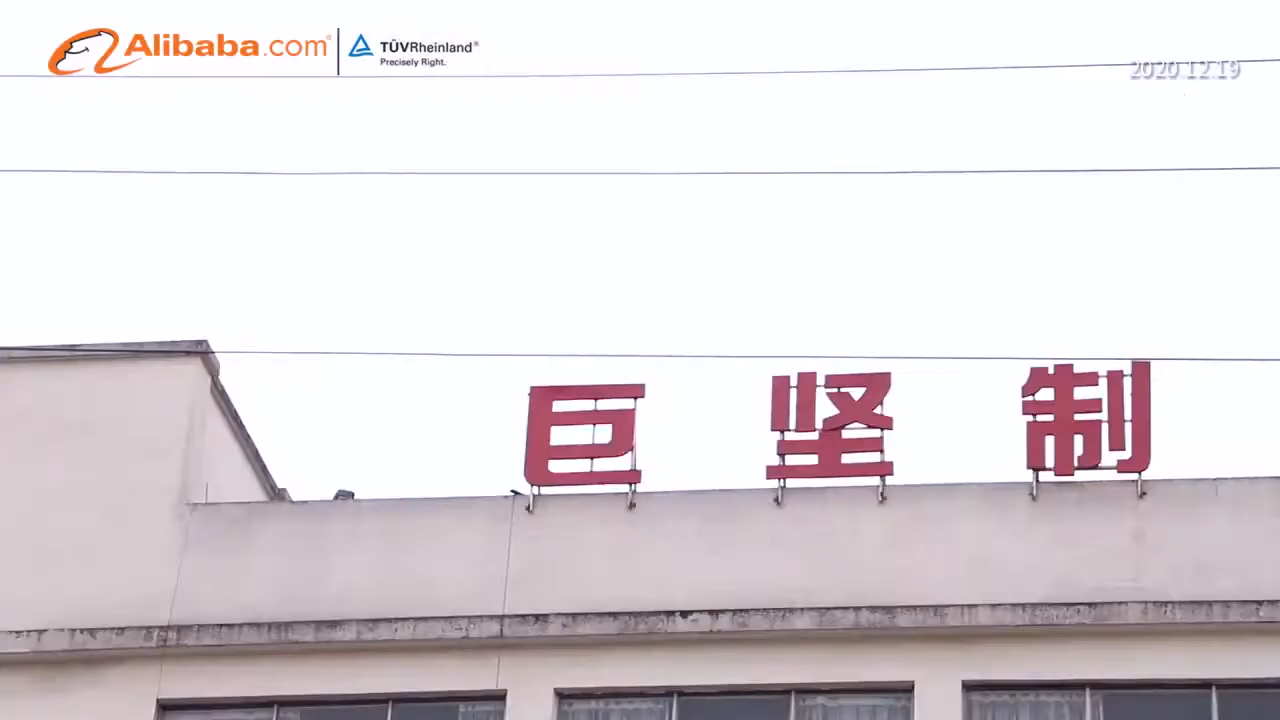 Alibaba.com
TÜVRheinland®
Precisely Right.
2020.12.19
巨坚制